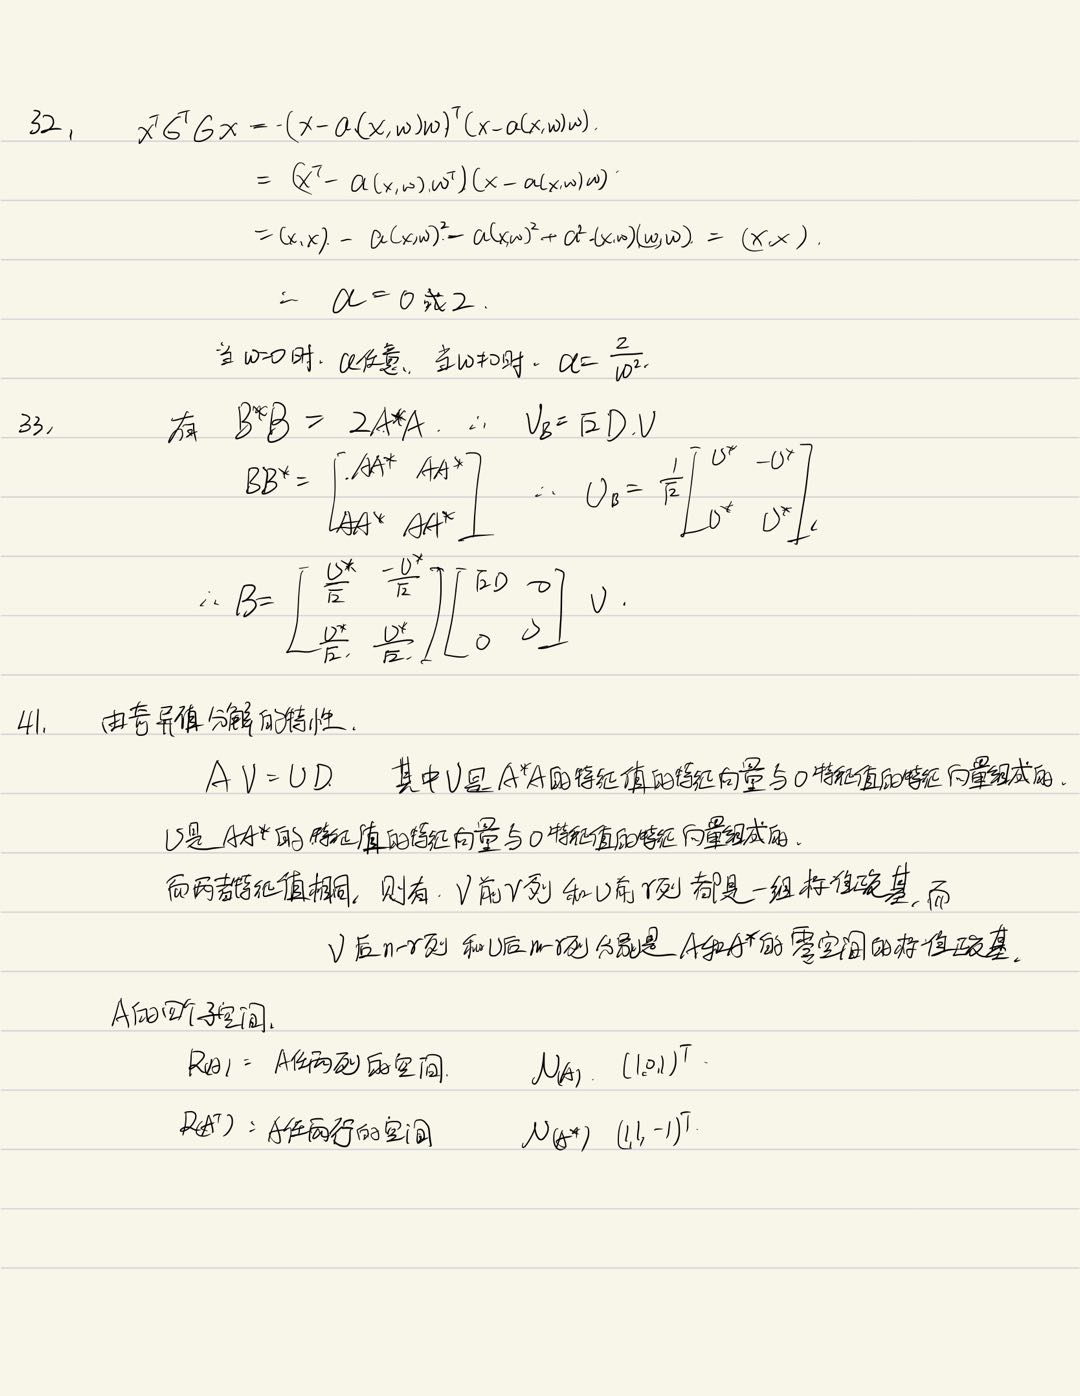 32, xᵀGᵀGx = (x-a(x,w)w)ᵀ(x-a(x,w)w).
= (xᵀ-a(x,w).wᵀ)(x-a(x,w)w)
= (x,x) - a(x,w)² - a(x,w)² + a²(x,w)(w,w) = (x,x).
∴ a=0或2.
当w=0时. a任意. 当w≠0时. a=2/w².
33, 有 B*B = 2A*A. ∴ V_B=√2D.V
BB* = [AA* AA*; AA* AA*] ∴ U_B = 1/√2 [U* -U*; U* U*].
∴ B= [U*/√2 -U*/√2; U*/√2 U*/√2] [√2D 0; 0 0] V.
41, 由奇异值分解的特性.
AV=UD. 其中V是A*A的特征值的特征向量与0特征值的特征向量组成的.
U是AA*的特征值的特征向量与0特征值的特征向量组成的.
而两者特征值相同, 则有. V前r列和U前r列都是一组标准正交基, 而
V后n-r列和U后m-r列分别是A和A*的零空间的标准正交基.
A的四个子空间.
R(A)= A任两列的空间. N(A). (1,0,1)ᵀ.
R(Aᵀ)= A任两行的空间 N(A*) (1,1,-1)ᵀ.